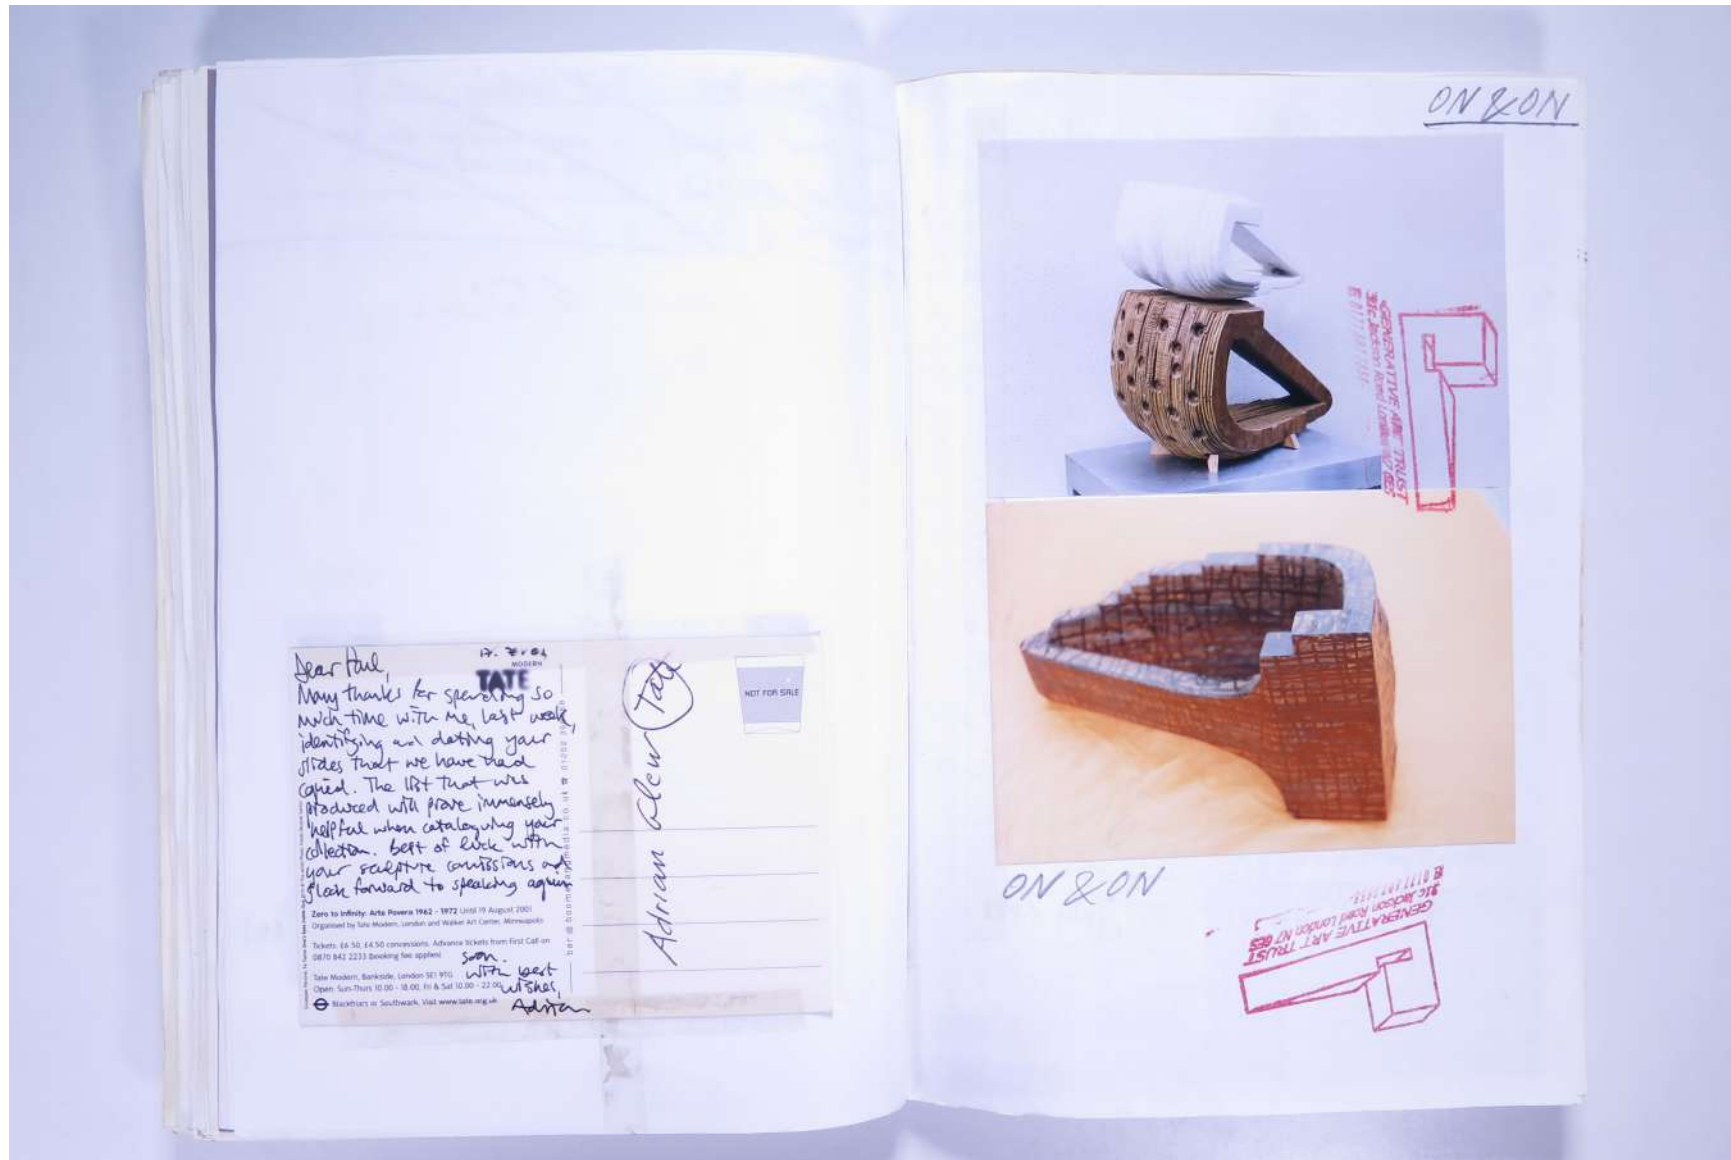 Dear Paul,
MODERN
TATE
Many thanks for spending so
much time with me, last week,
identifying and dating your
slides that we have had
copied. The list that was
produced will prove immensely
helpful when cataloguing your
collection. Best of luck with
your sculpture comissions and
I look forward to speaking again
Zero to Infinity: Arte Povera 1962 - 1972 Until 19 August 2001
Organised by Tate Modern, London and Walker Art Center, Minneapolis
Tickets: £6.50, £4.50 concessions. Advance tickets from First Call on
0870 842 2233 (booking fee applies)
soon.
Tate Modern, Bankside, London SE1 9TG
with best
Open: Sun-Thurs 10.00 - 18.00, Fri & Sat 10.00 - 22.00
wishes,
Blackfriars or Southwark. Visit www.tate.org.uk
Adrian
Adrian
Tate
NOT FOR SALE
ON & ON
GENERATIVE ART TRUST
31c Jackson Road London N7 6ES
ON & ON
GENERATIVE ART TRUST
31c Jackson Road London N7 6ES